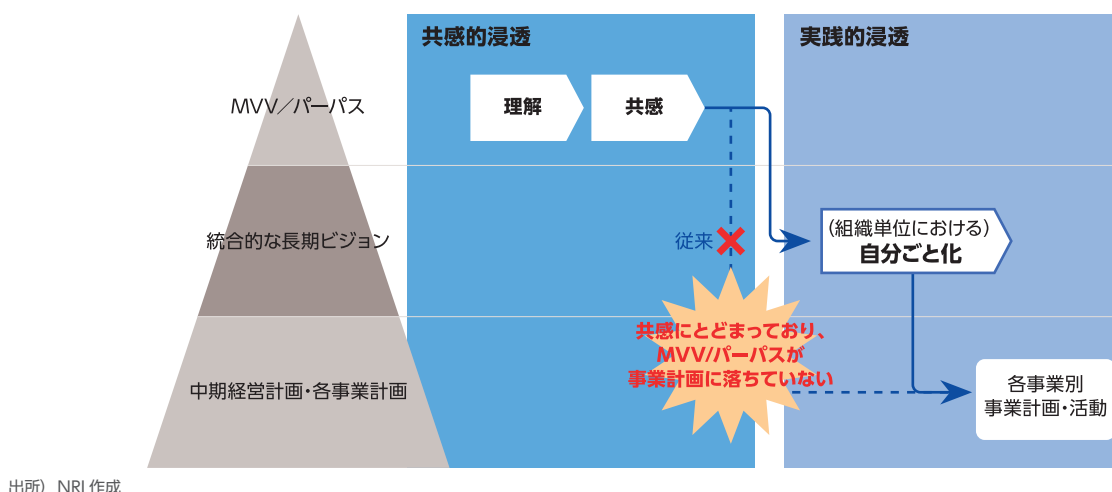 共感的浸透
実践的浸透
MVV／パーパス
理解
共感
統合的な長期ビジョン
従来
（組織単位における）
自分ごと化
共感にとどまっており、
MVV/パーパスが
事業計画に落ちていない
中期経営計画・各事業計画
各事業別
事業計画・活動
出所）NRI作成